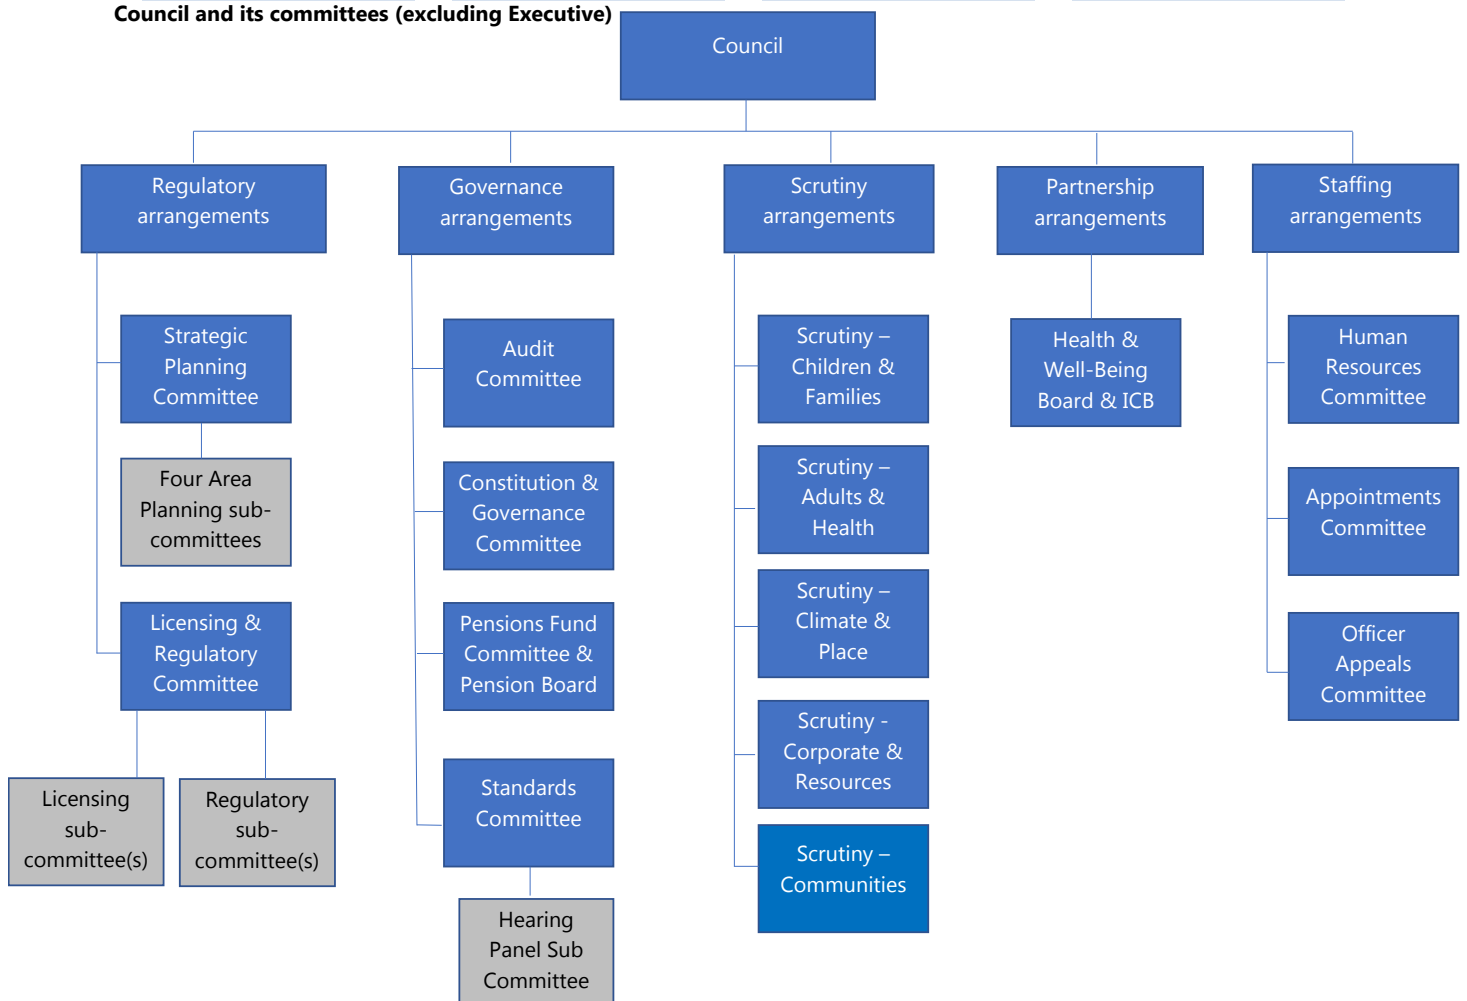 Council and its committees (excluding Executive)
Council
Regulatory
arrangements
Governance
arrangements
Scrutiny
arrangements
Partnership
arrangements
Staffing
arrangements
Strategic
Planning
Committee
Four Area
Planning sub-
committees
Licensing &
Regulatory
Committee
Licensing
sub-
committee(s)
Regulatory
sub-
committee(s)
Audit
Committee
Constitution &
Governance
Committee
Pensions Fund
Committee &
Pension Board
Standards
Committee
Hearing
Panel Sub
Committee
Scrutiny –
Children &
Families
Scrutiny –
Adults &
Health
Scrutiny –
Climate &
Place
Scrutiny -
Corporate &
Resources
Scrutiny –
Communities
Health &
Well-Being
Board & ICB
Human
Resources
Committee
Appointments
Committee
Officer
Appeals
Committee